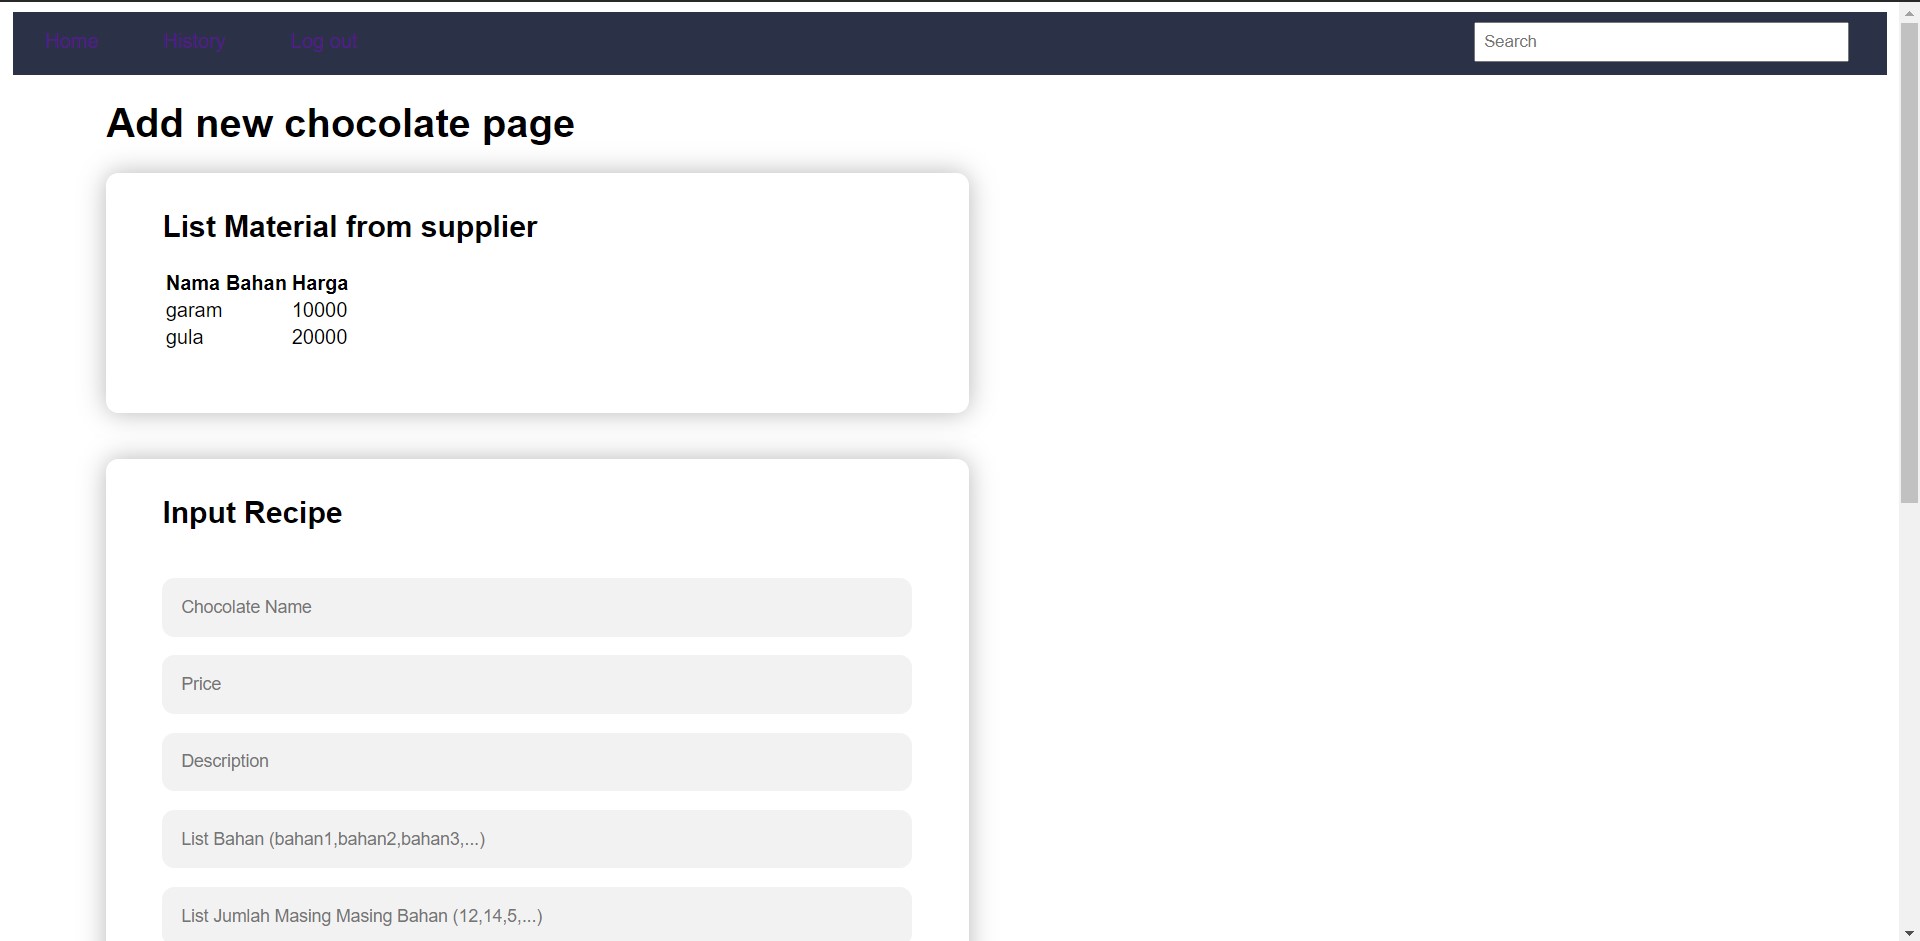 Home History Log out Search
Add new chocolate page
List Material from supplier
Nama Bahan Harga
garam 10000
gula 20000
Input Recipe
Chocolate Name
Price
Description
List Bahan (bahan1,bahan2,bahan3,...)
List Jumlah Masing Masing Bahan (12,14,5,...)